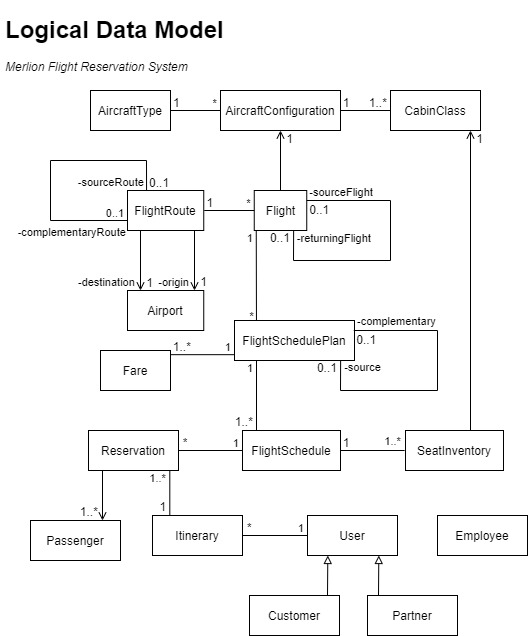 Logical Data Model
Merlion Flight Reservation System
AircraftType 1 * AircraftConfiguration 1 1..* CabinClass
1 1
-sourceRoute 0..1 -sourceFlight
FlightRoute 1 * Flight 0..1
0..1
-complementaryRoute 1 0..1 -returningFlight
-destination 1 -origin 1
Airport
* -complementary
FlightSchedulePlan 0..1
Fare 1..* 1
1 0..1 -source
1..*
Reservation * 1 FlightSchedule 1 1..* SeatInventory
1..*
1..* 1
Passenger Itinerary * 1 User Employee
Customer Partner